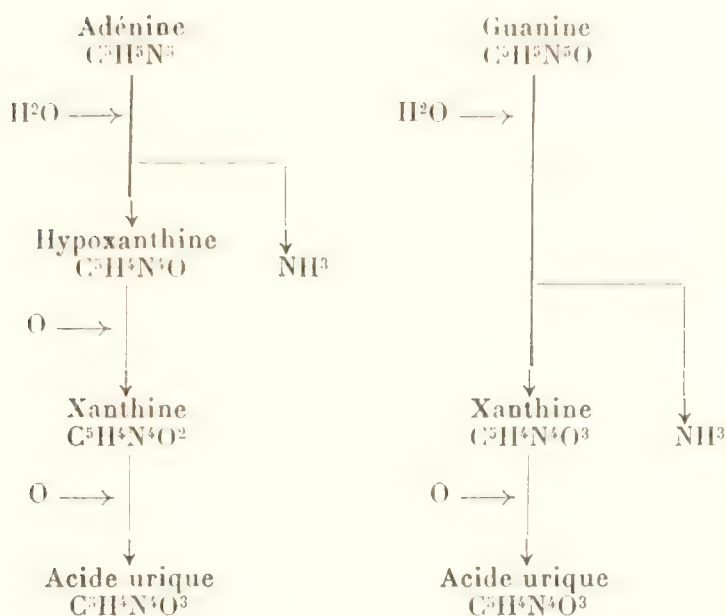 Adénine
C⁵H⁵N⁵
H²O
Hypoxanthine
C⁵H⁴N⁴O
NH³
O
Xanthine
C⁵H⁴N⁴O²
O
Acide urique
C⁵H⁴N⁴O³
Guanine
C⁵H⁵N⁵O
H²O
Xanthine
C⁵H⁴N⁴O³
NH³
O
Acide urique
C⁵H⁴N⁴O³